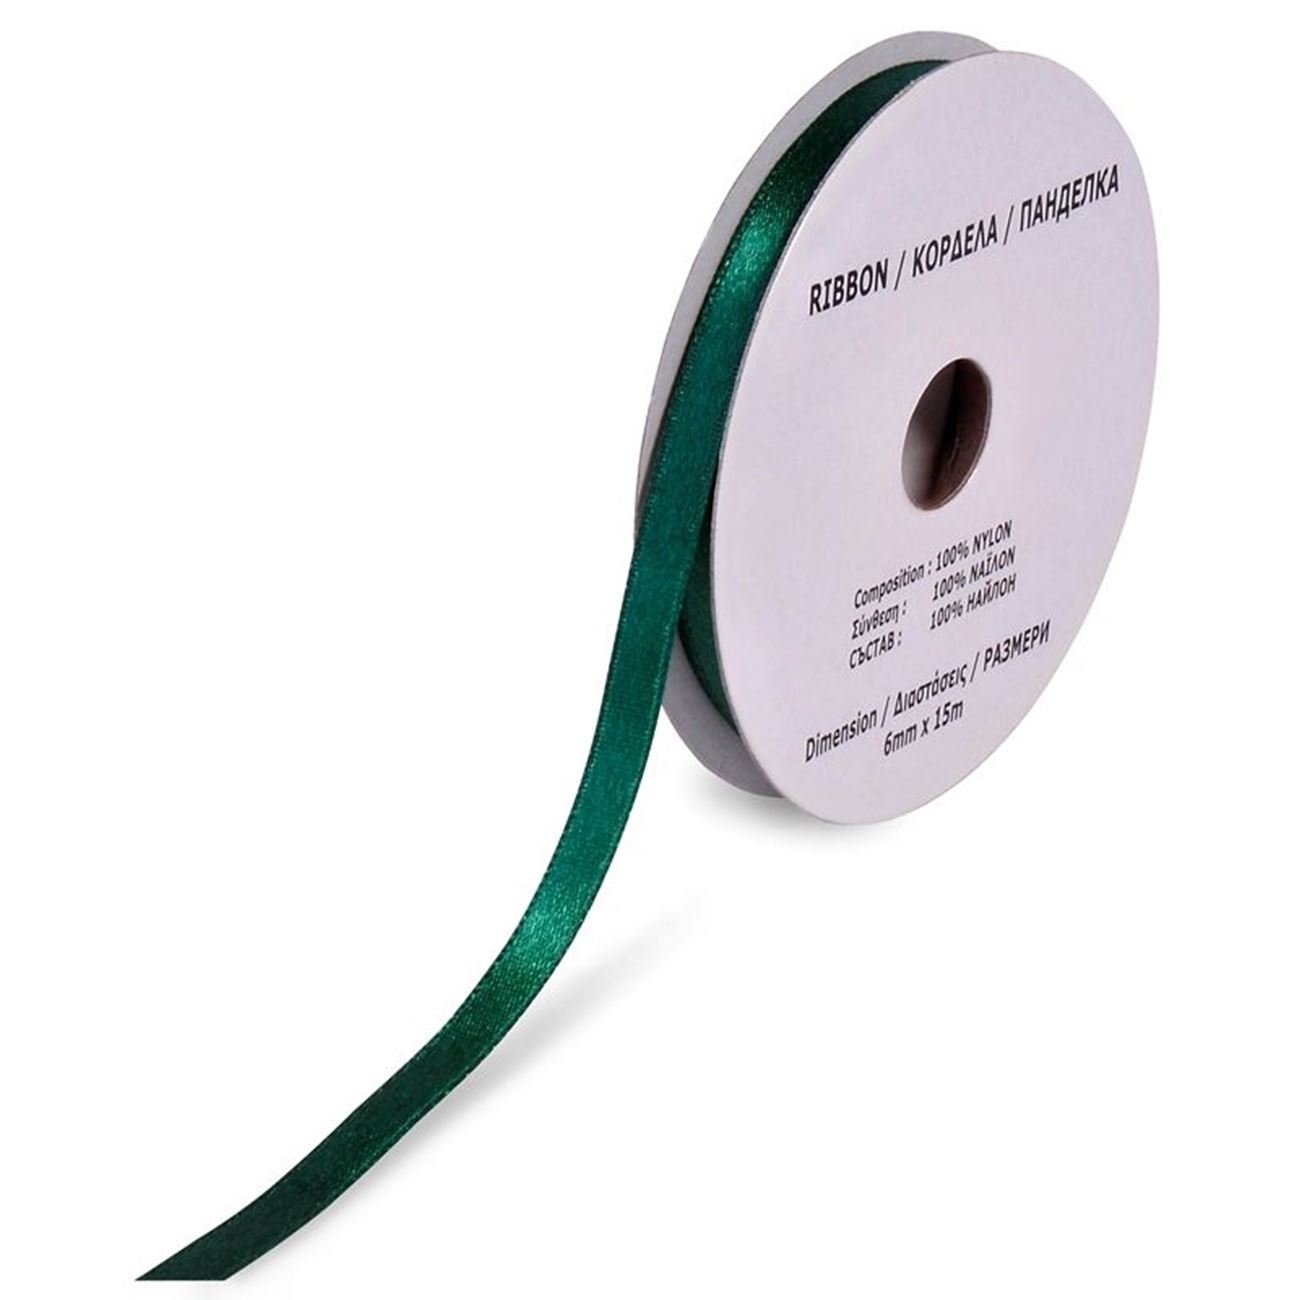 RIBBON / ΚΟΡΔΕΛΑ / ПАНДЕЛКА
Composition : 100% NYLON
Σύνθεση : 100% ΝΑΪΛΟΝ
СЪСТАВ : 100% НАЙЛОН
Dimension / Διαστάσεις / РАЗМЕРИ
6mm x 15m